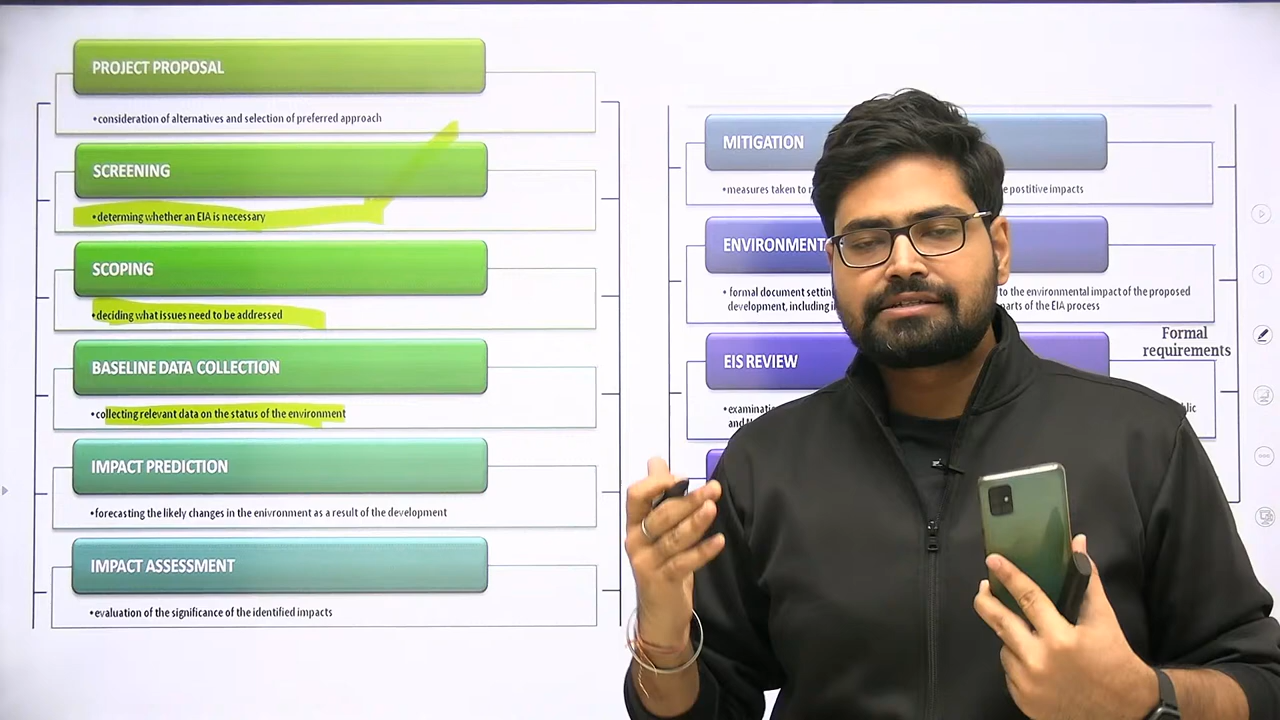 PROJECT PROPOSAL
•consideration of alternatives and selection of preferred approach
SCREENING
•determing whether an EIA is necessary
SCOPING
•deciding what issues need to be addressed
BASELINE DATA COLLECTION
•collecting relevant data on the status of the environment
IMPACT PREDICTION
•forecasting the likely changes in the enivronment as a result of the development
IMPACT ASSESSMENT
•evaluation of the significance of the identified impacts
MITIGATION
•measures taken to
postitive impacts
ENVIRONMENT
• formal document
to the environmental impact of the proposed
development, including
parts of the EIA process
Formal
requirements
EIS REVIEW
and